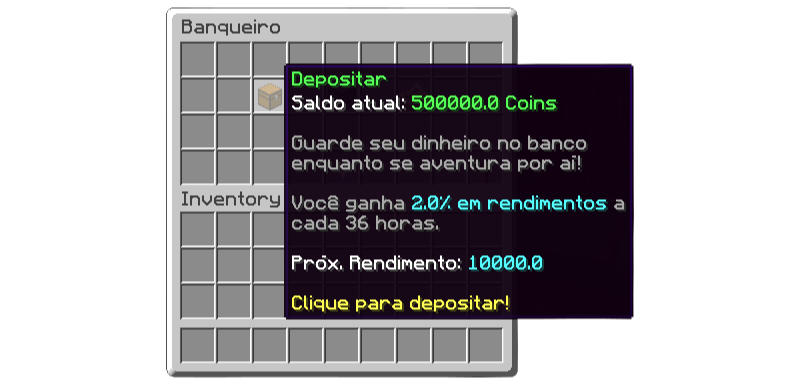 Banqueiro
Depositar
Saldo atual: 500000.0 Coins
Guarde seu dinheiro no banco
enquanto se aventura por aí!
Você ganha 2.0% em rendimentos a
cada 36 horas.
Próx. Rendimento: 10000.0
Clique para depositar!
Inventory